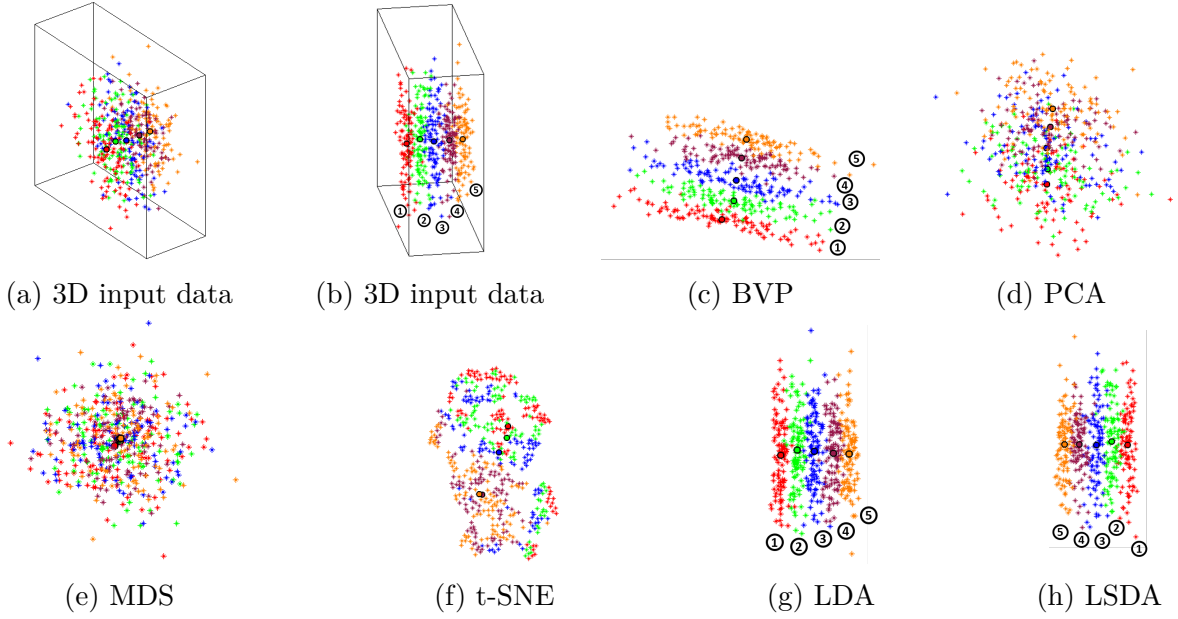 ① ② ③ ④ ⑤
⑤
④
③
②
①
(a) 3D input data (b) 3D input data (c) BVP (d) PCA
① ② ③ ④ ⑤
⑤ ④ ③ ② ①
(e) MDS (f) t-SNE (g) LDA (h) LSDA